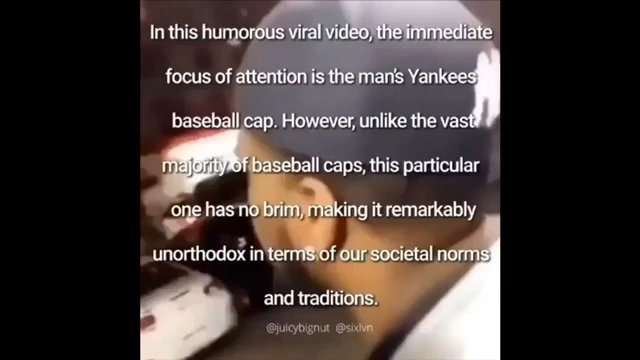 In this humorous viral video, the immediate
focus of attention is the man's Yankees
baseball cap. However, unlike the vast
majority of baseball caps, this particular
one has no brim, making it remarkably
unorthodox in terms of our societal norms
and traditions.
@juicybignut @sixlvn